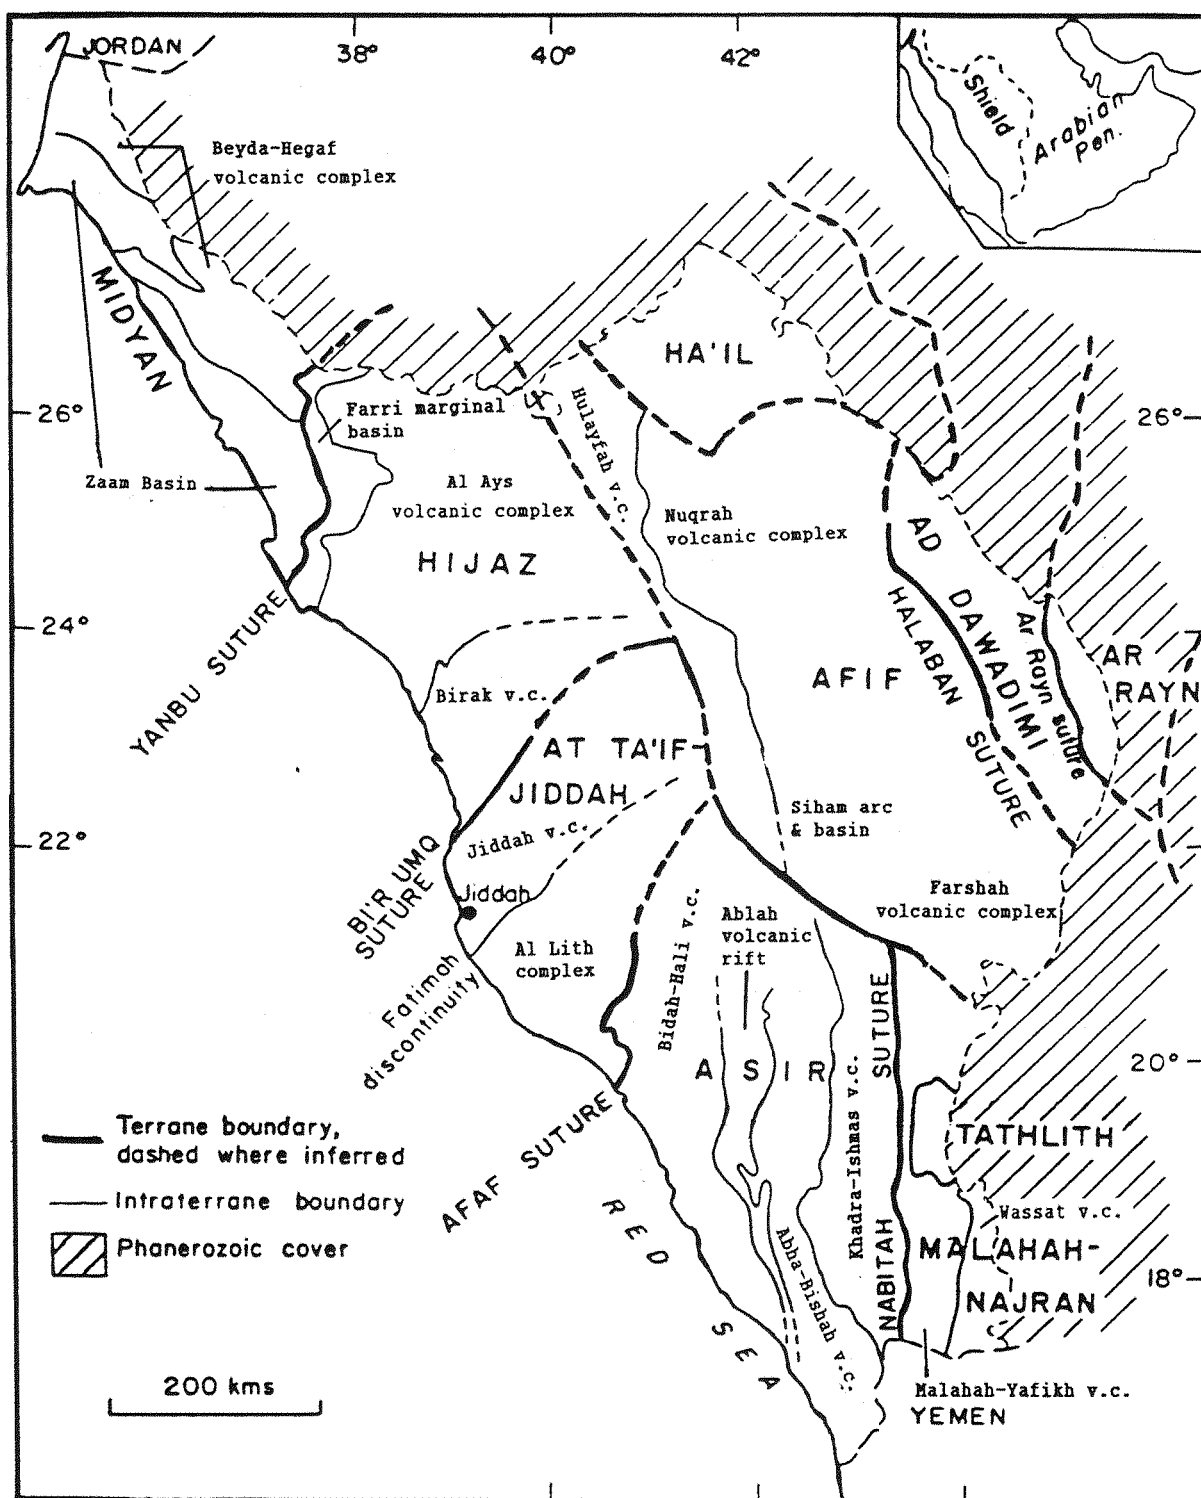 JORDAN
38°
40°
42°
Shield
Arabian
Pen.
Beyda-Hegaf
volcanic complex
MIDYAN
HA'IL
26°
26°
Farri marginal
basin
Hulayfah v.c.
Zaam Basin
Al Ays
volcanic complex
Nuqrah
volcanic complex
HIJAZ
AD
DAWADIMI
HALABAN SUTURE
Ar Rayn suture
AR
RAYN
24°
YANBU SUTURE
AFIF
Birak v.c.
AT TA'IF-
JIDDAH
Siham arc
& basin
22°
Jiddah v.c.
BI'R UMQ
SUTURE
Jiddah
Farshah
volcanic complex
Al Lith
complex
Bidah-Hali v.c.
Ablah
volcanic
rift
Fatimah
discontinuity
NABITAH SUTURE
ASIR
20°
Khadra-Ishmas v.c.
AFAF SUTURE
TATHLITH
Terrane boundary,
dashed where inferred
Intraterrane boundary
Phanerozoic cover
RED SEA
Wassat v.c.
MALAHAH-
NAJRAN
18°
Abha-Bishah v.c.
200 kms
Malahah-Yafikh v.c.
YEMEN